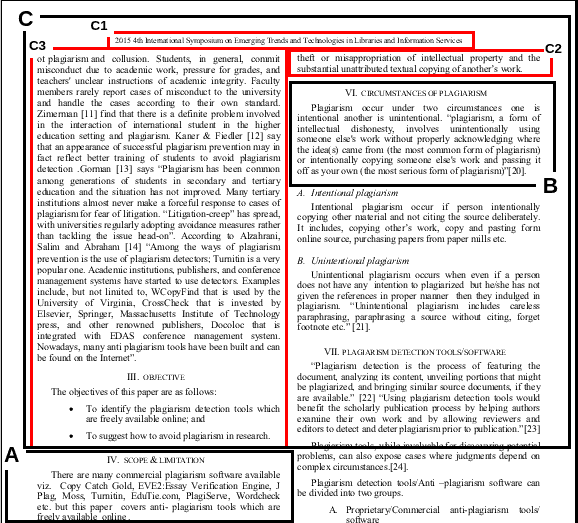 C
C1
2015 4th International Symposium on Emerging Trends and Technologies in Libraries and Information Services
C3
C2
of plagiarism and collusion. Students, in general, commit
misconduct due to academic work, pressure for grades, and
teachers' unclear instructions of academic integrity. Faculty
members rarely report cases of misconduct to the university
and handle the cases according to their own standard.
Zimerman [11] find that there is a definite problem involved
in the interaction of international student in the higher
education setting and plagiarism. Kaner & Fiedler [12] say
that an appearance of successful plagiarism prevention may in
fact reflect better training of students to avoid plagiarism
detection .Gorman [13] says “Plagiarism has been common
among generations of students in secondary and tertiary
education and the situation has not improved. Many tertiary
institutions almost never make a forceful response to cases of
plagiarism for fear of litigation. “Litigation-creep” has spread,
with universities regularly adopting avoidance measures rather
than tackling the issue head-on”. According to Alzahrani,
Salim and Abraham [14] “Among the ways of plagiarism
prevention is the use of plagiarism detectors; Turnitin is a very
popular one. Academic institutions, publishers, and conference
management systems have started to use detectors. Examples
include, but not limited to, WCopyFind that is used by the
University of Virginia, CrossCheck that is invested by
Elsevier, Springer, Massachusetts Institute of Technology
press, and other renowned publishers, Docoloc that is
integrated with EDAS conference management system.
Nowadays, many anti plagiarism tools have been built and can
be found on the Internet”.
III. OBJECTIVE
The objectives of this paper are as follows:
• To identify the plagiarism detection tools which
are freely available online; and
• To suggest how to avoid plagiarism in research.
A
IV. SCOPE & LIMITATION
There are many commercial plagiarism software available
viz. Copy Catch Gold, EVE2:Essay Verification Engine, J
Plag, Moss, Turnitin, EduTie.com, PlagiServe, Wordcheck
etc. but this paper covers anti- plagiarism tools which are
freely available online .
theft or misappropriation of intellectual property and the
substantial unattributed textual copying of another’s work.
VI. CIRCUMSTANCES OF PLAGIARISM
Plagiarism occur under two circumstances one is
intentional another is unintentional. “plagiarism, a form of
intellectual dishonesty, involves unintentionally using
someone else's work without properly acknowledging where
the idea(s) came from (the most common form of plagiarism)
or intentionally copying someone else's work and passing it
off as your own (the most serious form of plagiarism)”[20].
B
A. Intentional plagiarism
Intentional plagiarism occur if person intentionally
copying other material and not citing the source deliberately.
It includes, copying other’s work, copy and pasting form
online source, purchasing papers from paper mills etc.
B. Unintentional plagiarism
Unintentional plagiarism occurs when even if a person
does not have any intention to plagiarized but he/she has not
given the references in proper manner then they indulged in
plagiarism. “Unintentional plagiarism includes careless
paraphrasing, paraphrasing a source without citing, forget
footnote etc.” [21].
VII. PLAGIARISM DETECTION TOOLS/SOFTWARE
“Plagiarism detection is the process of featuring the
document, analyzing its content, unveiling portions that might
be plagiarized, and bringing similar source documents, if they
are available.” [22] “Using plagiarism detection tools would
benefit the scholarly publication process by helping authors
examine their own work and by allowing reviewers and
editors to detect and deter plagiarism prior to publication.”[23]
Plagiarism tools, while invaluable for discovering potential
problems, can also expose cases where judgments depend on
complex circumstances.[24].
Plagiarism detection tools/Anti –plagiarism software can
be divided into two groups.
A. Proprietary/Commercial anti-plagiarism tools/
software